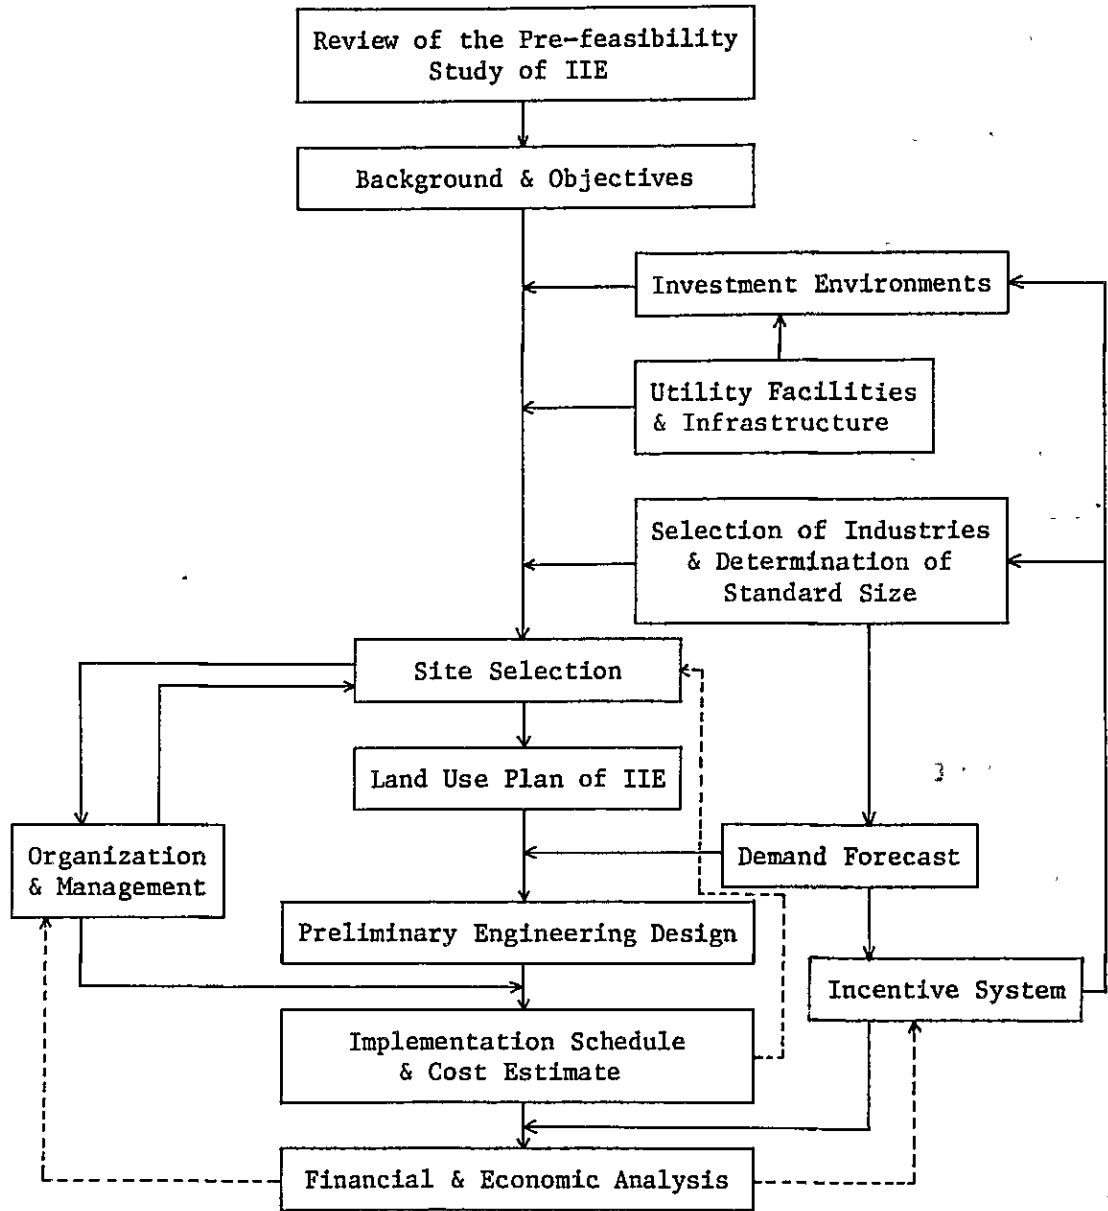 Review of the Pre-feasibility
Study of IIE
Background & Objectives
Investment Environments
Utility Facilities
& Infrastructure
Selection of Industries
& Determination of
Standard Size
Site Selection
Land Use Plan of IIE
Organization
& Management
Demand Forecast
Preliminary Engineering Design
Incentive System
Implementation Schedule
& Cost Estimate
Financial & Economic Analysis